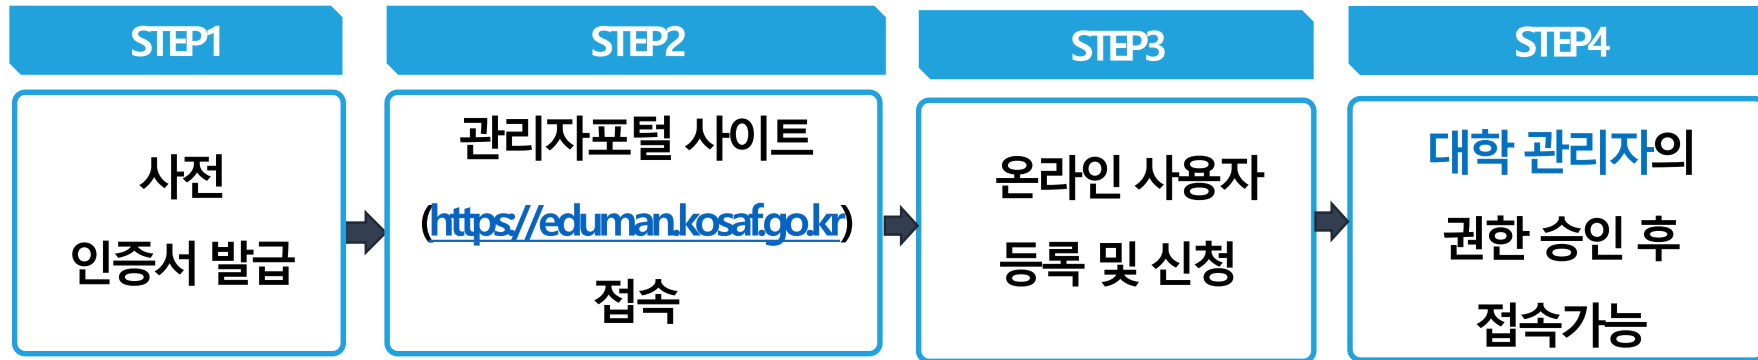 STEP1
사전
인증서 발급
STEP2
관리자포털 사이트
(https://eduman.kosaf.go.kr)
접속
STEP3
온라인 사용자
등록 및 신청
STEP4
대학 관리자의
권한 승인 후
접속가능